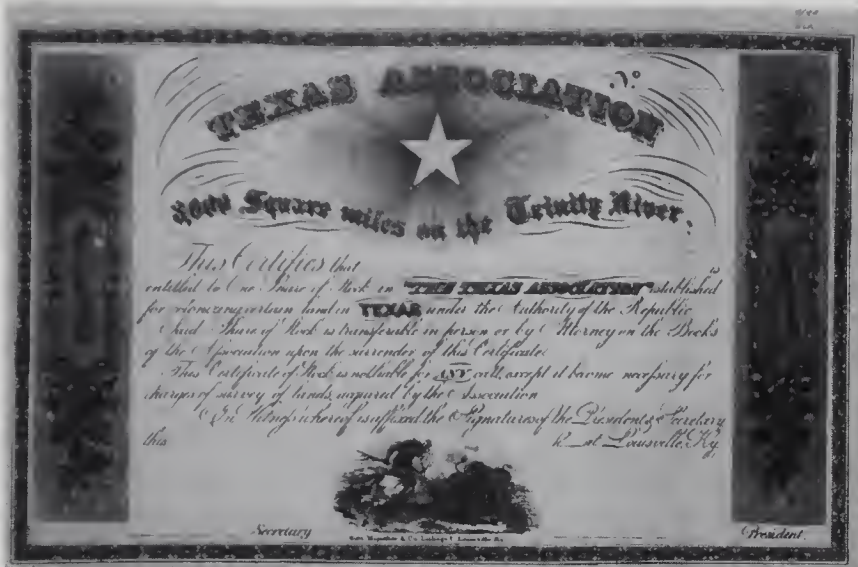 TEXAS ASSOCIATION
No
8000 Square miles on the Trinity River.
This Certifies that is
entitled to One Share of Stock in "THE TEXAS ASSOCIATION" established
for colonizing certain land in TEXAS under the Authority of the Republic
Said Share of Stock is transferable in person or by Attorney on the Books
of the Association upon the surrender of this Certificate
This Certificate of Stock is not liable for ANY call, except it become necessary for
charges of survey of lands, acquired by the Association
In Witness whereof is affixed the Signatures of the President & Secretary
this at Louisville, Ky.
Secretary President.
Louisville Ky